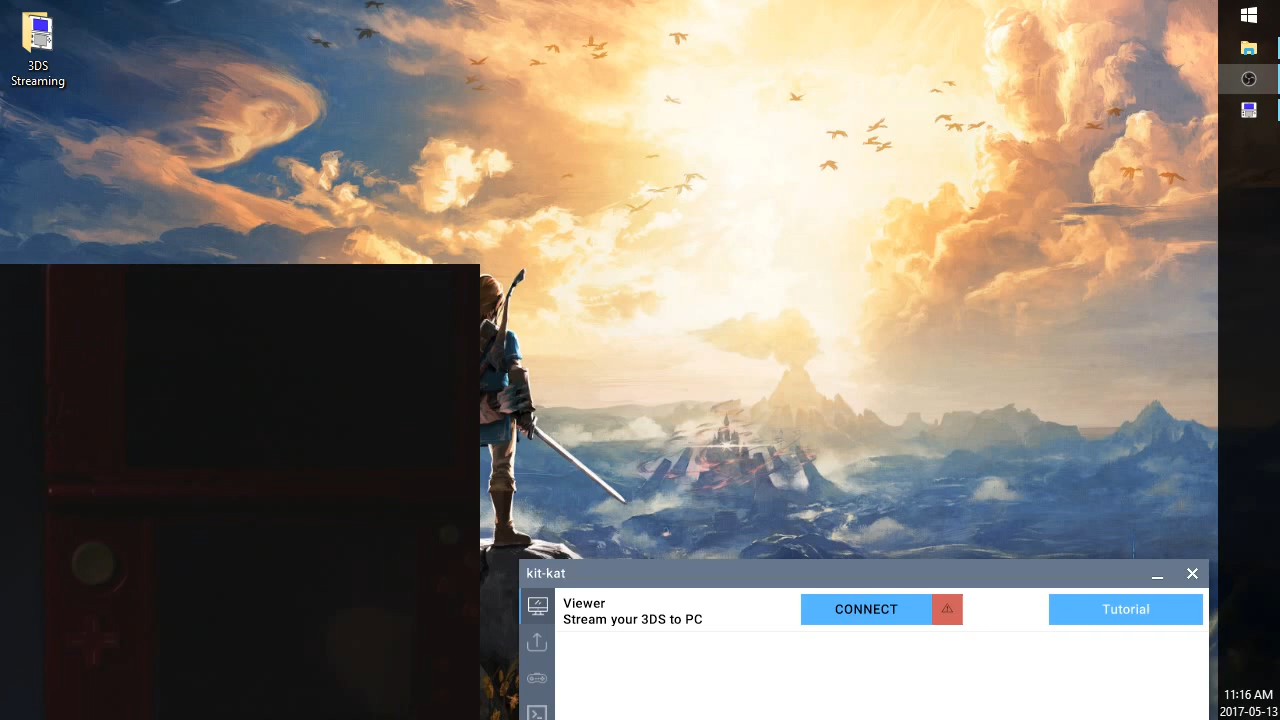 3DS
Streaming
kit-kat
Viewer
Stream your 3DS to PC
CONNECT
Tutorial
11:16 AM
2017-05-13